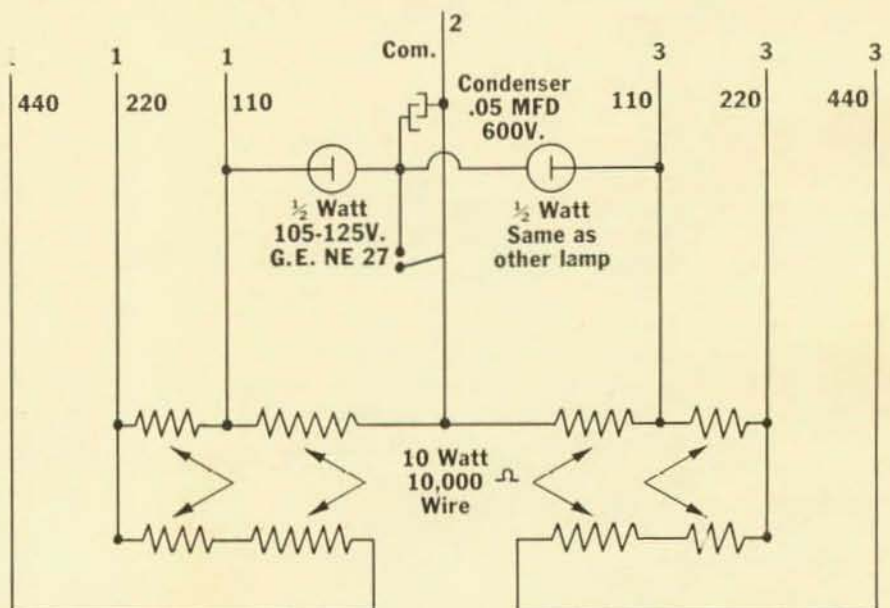 2
1
1
3
3
3
Com.
440
220
110
Condenser
.05 MFD
600V.
110
220
440
½ Watt
105-125V.
G.E. NE 27
½ Watt
Same as
other lamp
10 Watt
10,000 Ω
Wire